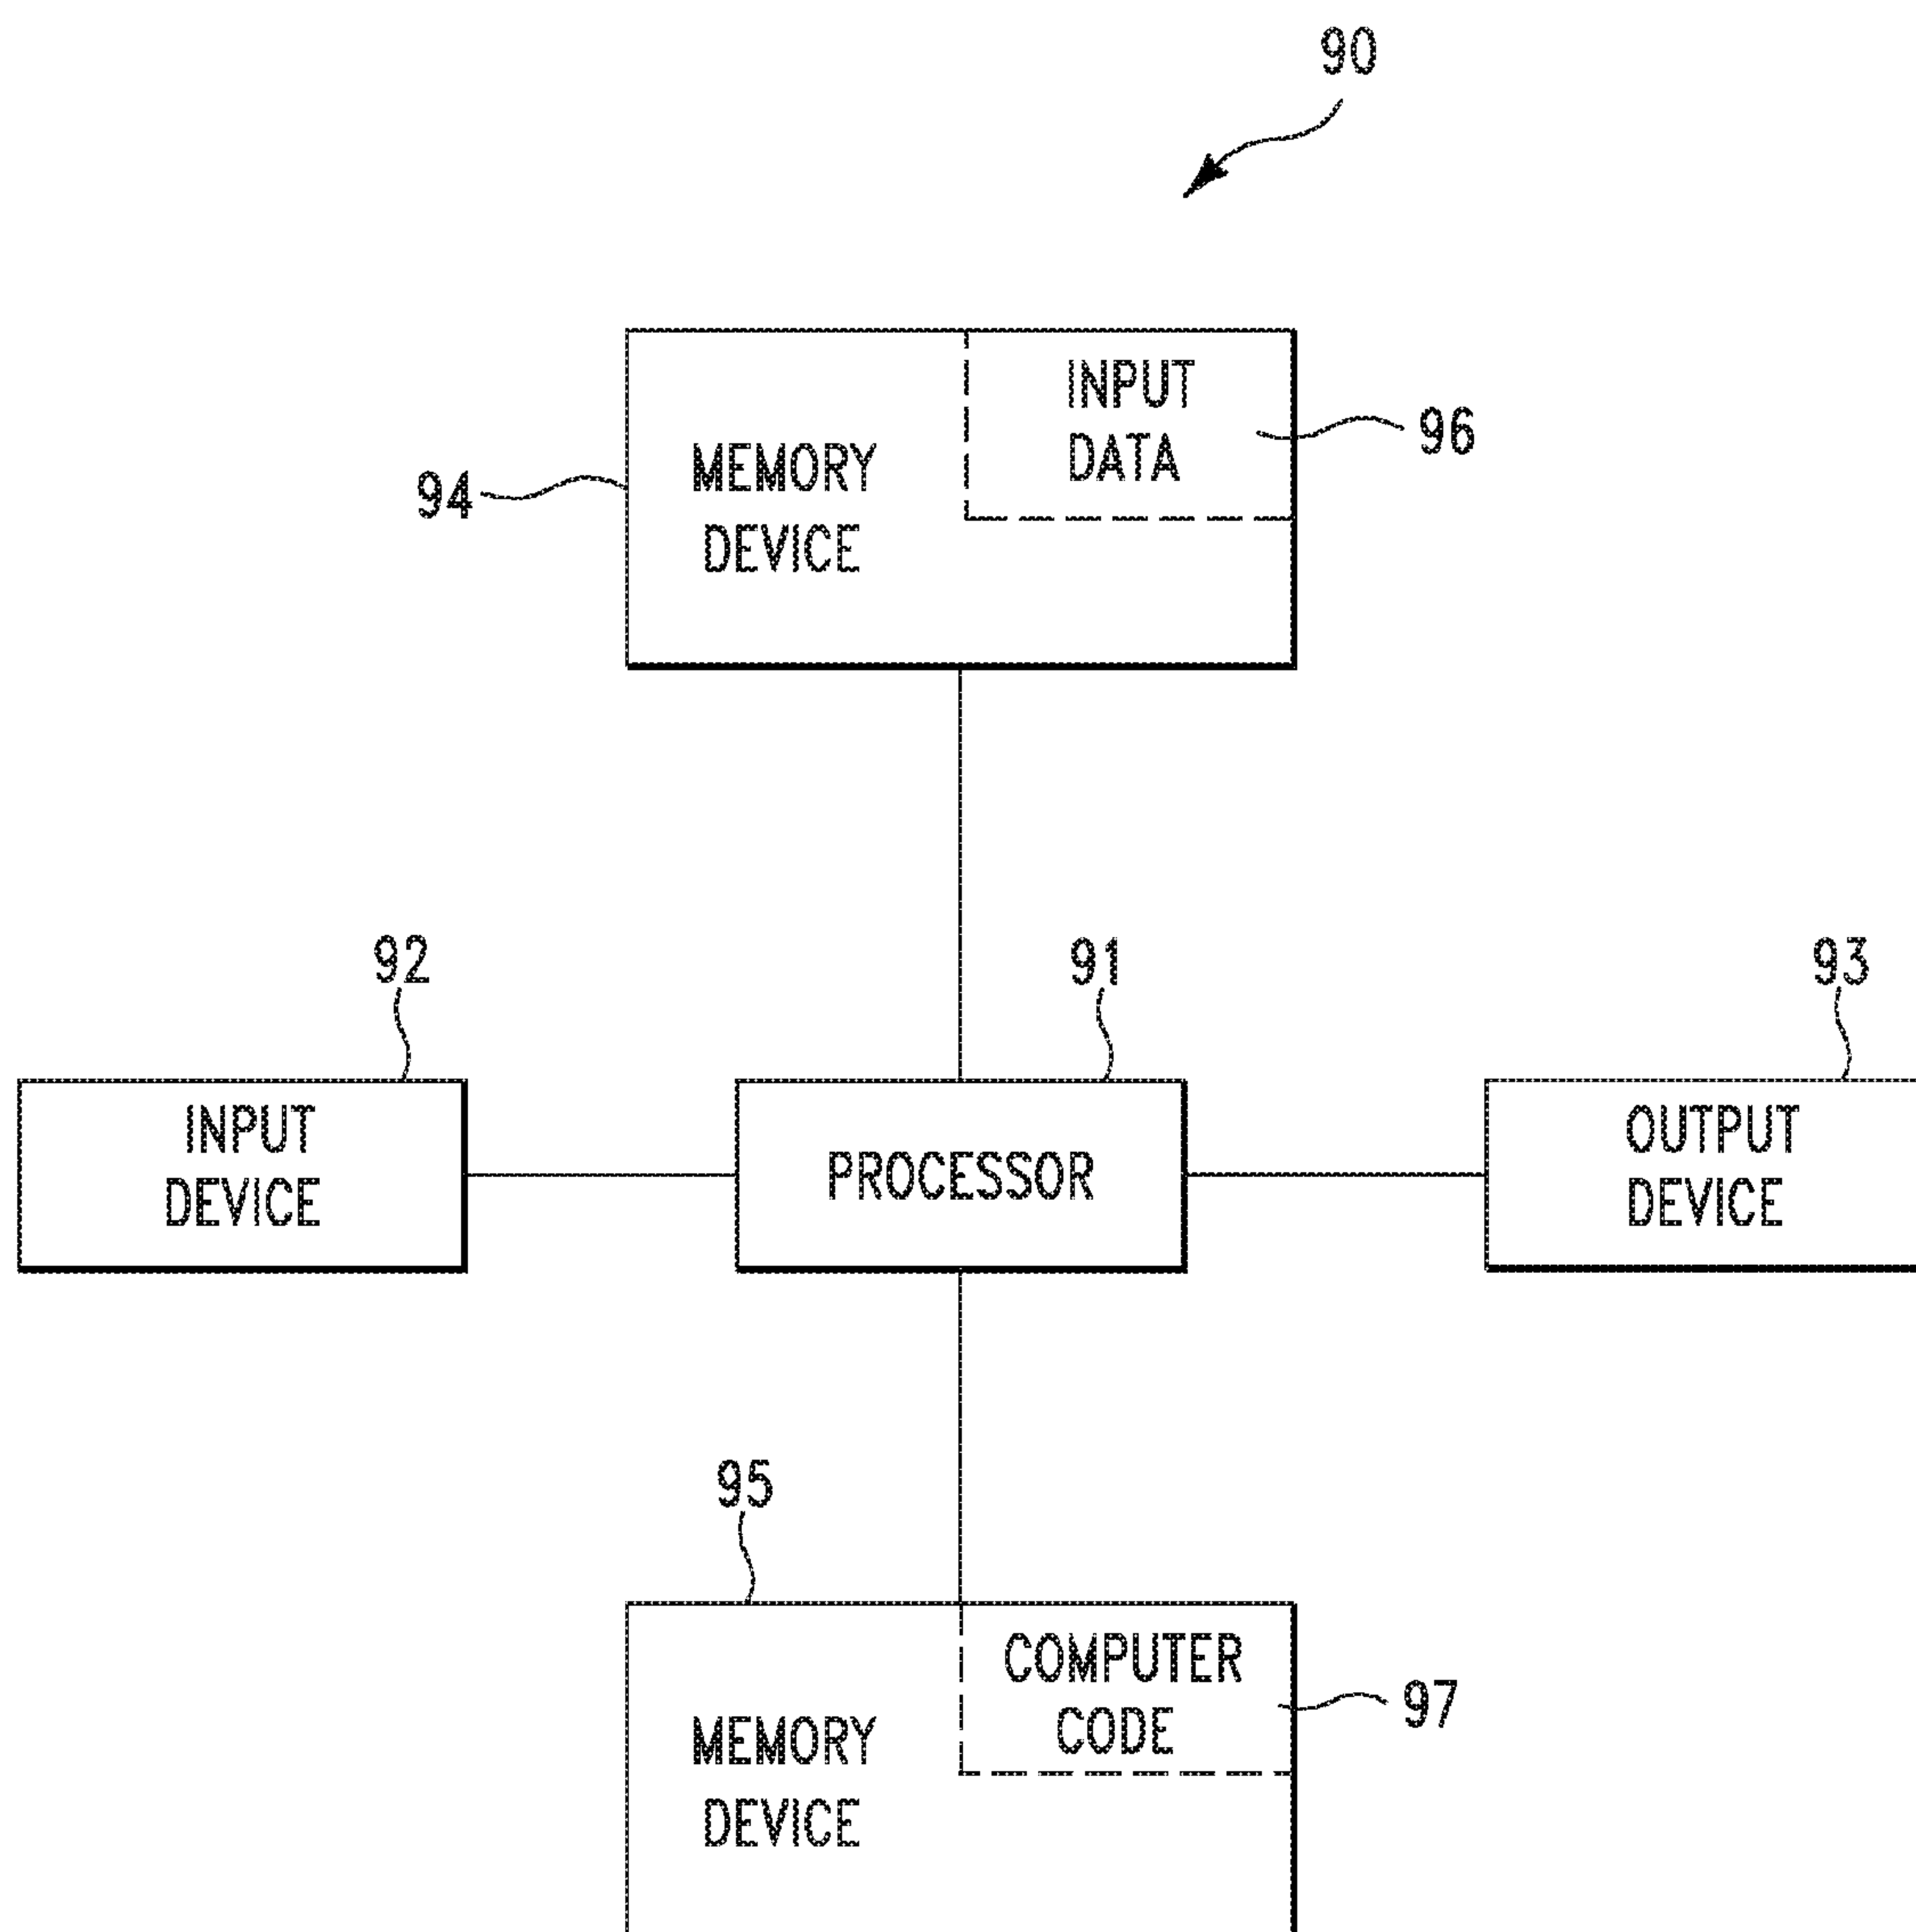 90
INPUT
DATA
96
MEMORY
DEVICE
94
92
91
93
INPUT
DEVICE
PROCESSOR
OUTPUT
DEVICE
95
COMPUTER
CODE
97
MEMORY
DEVICE